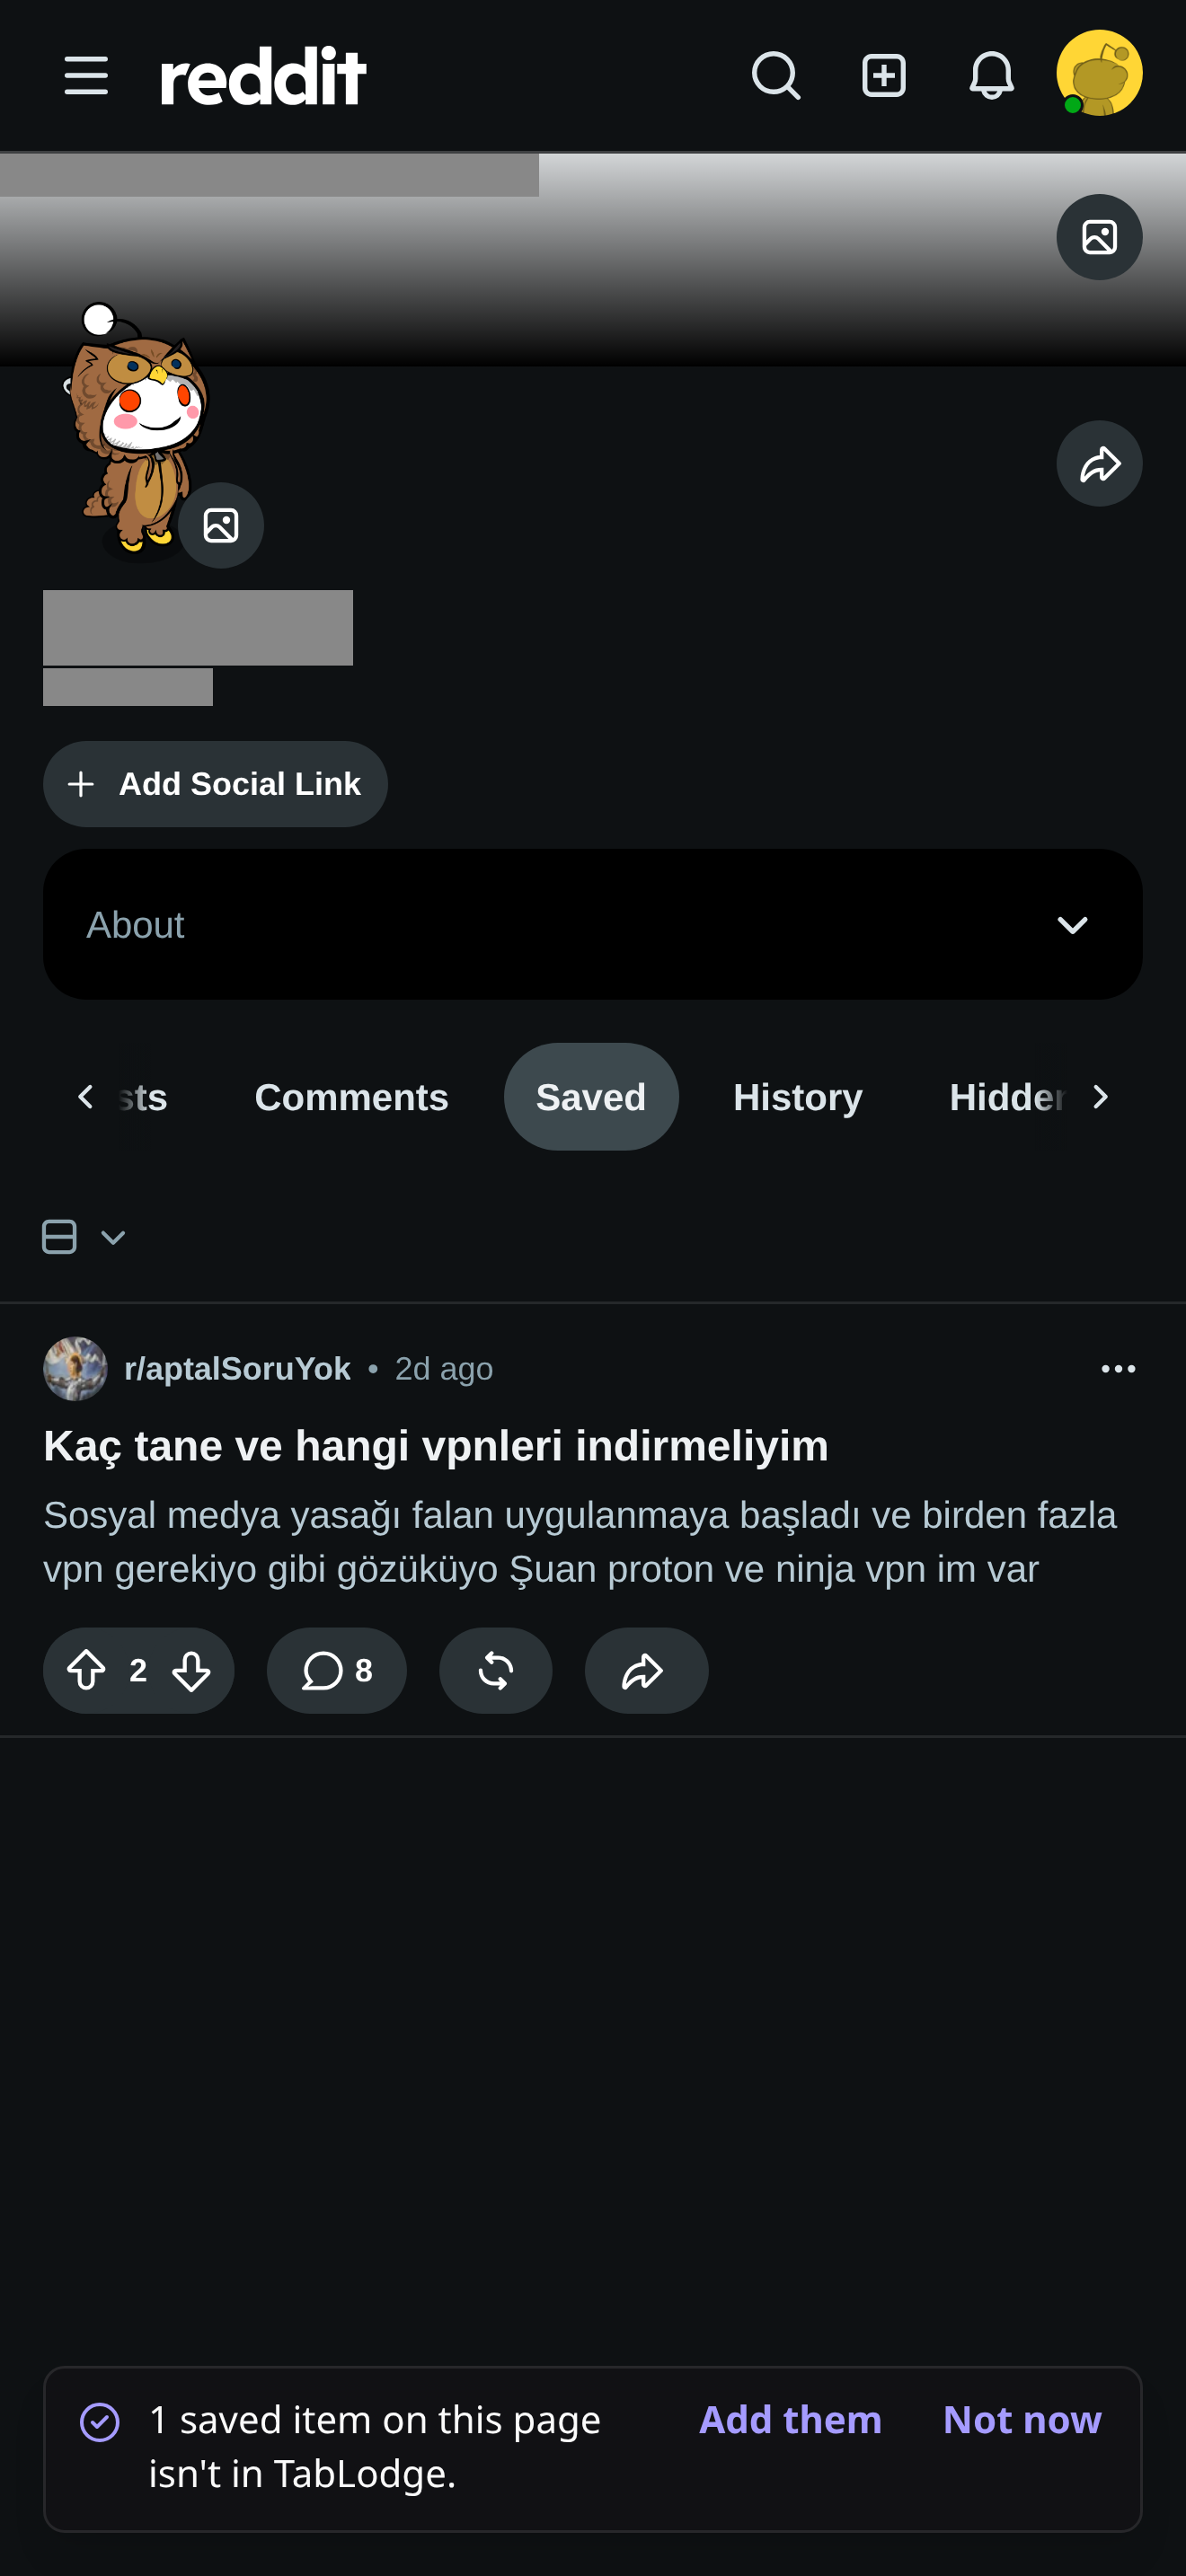 reddit
Add Social Link
About
sts Comments Saved History Hidden
r/aptalSoruYok • 2d ago
Kaç tane ve hangi vpnleri indirmeliyim
Sosyal medya yasağı falan uygulanmaya başladı ve birden fazla
vpn gerekiyo gibi gözüküyo Şuan proton ve ninja vpn im var
2 8
1 saved item on this page Add them Not now
isn't in TabLodge.